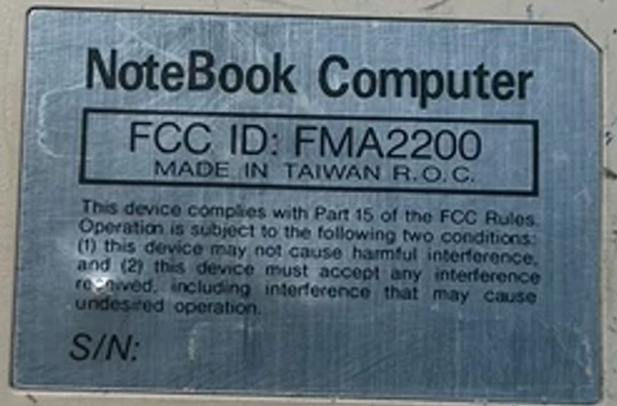 NoteBook Computer
FCC ID: FMA2200
MADE IN TAIWAN R.O.C.
This device complies with Part 15 of the FCC Rules.
Operation is subject to the following two conditions:
(1) this device may not cause harmful interference,
and (2) this device must accept any interference
received, including interference that may cause
undesired operation.
S/N: